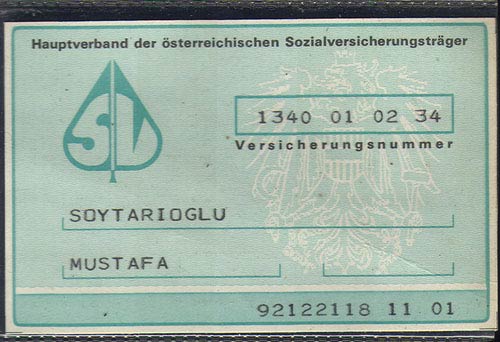 Hauptverband der österreichischen Sozialversicherungsträger
SV
1340 01 02 34
Versicherungsnummer
SOYTARIOGLU
MUSTAFA
92122118 11 01